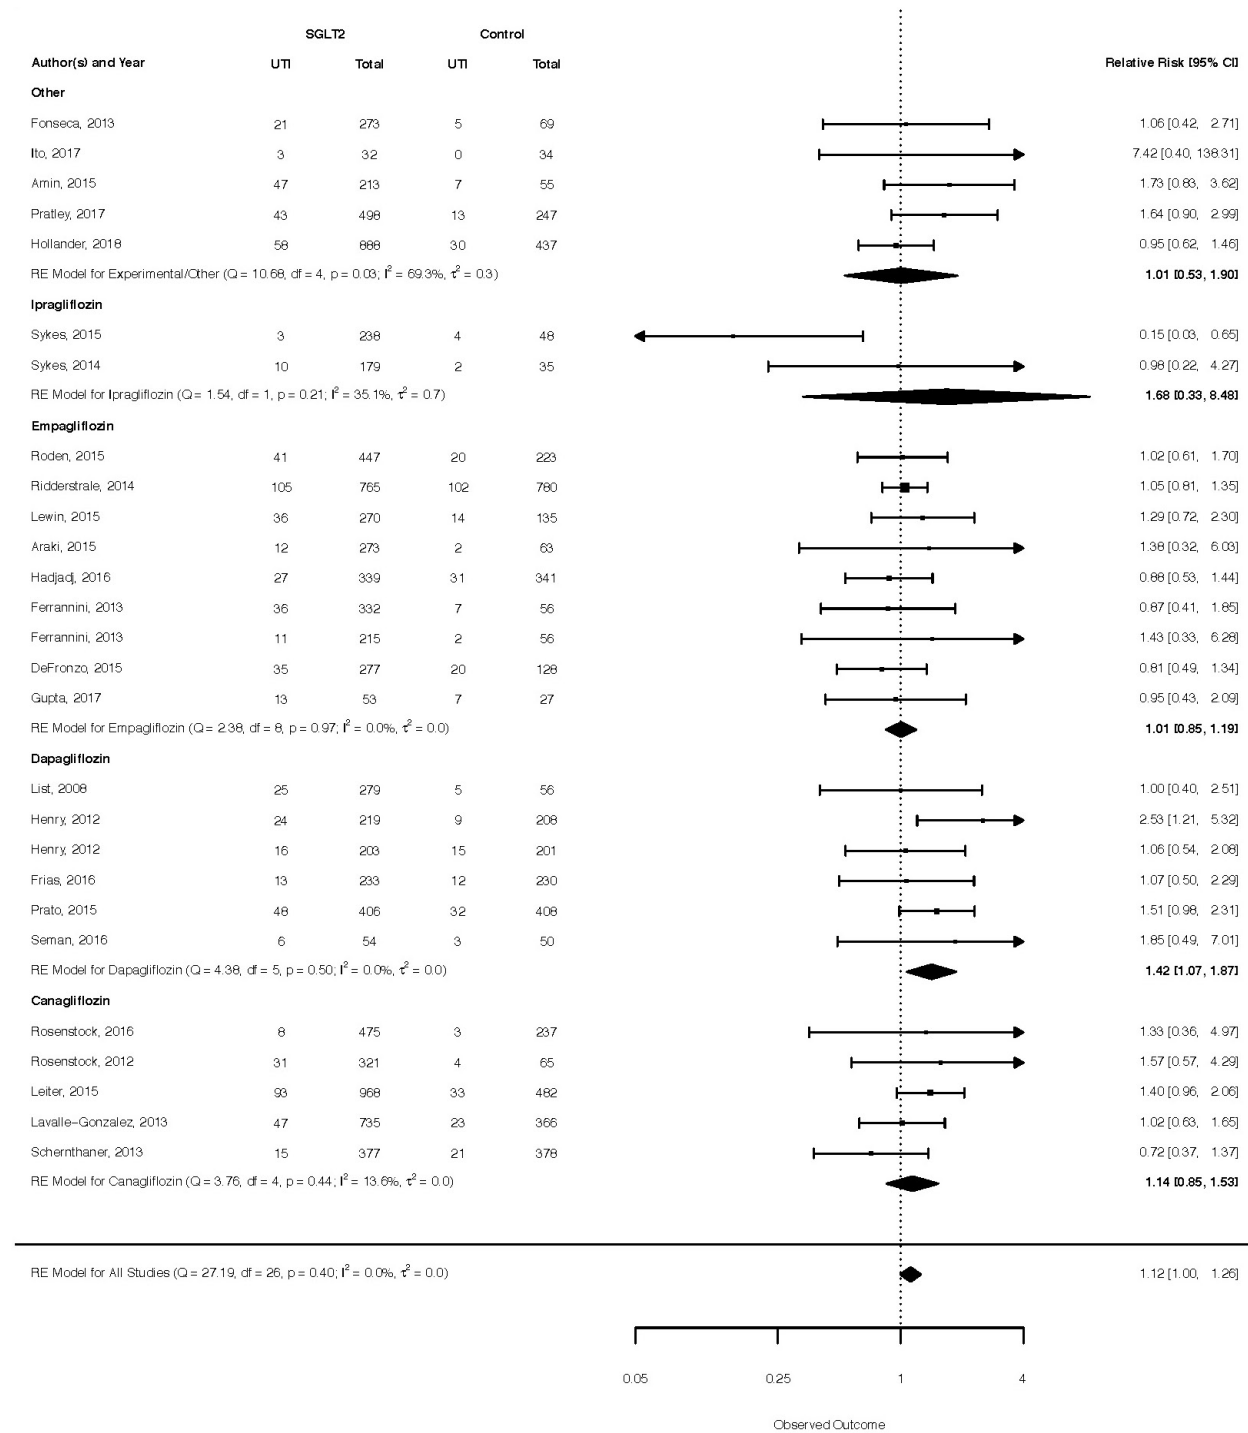 SGLT2 Control
Author(s) and Year UTI Total UTI Total Relative Risk [95% CI]
Other
Fonseca, 2013 21 273 5 69 1.06 [0.42, 2.71]
Ito, 2017 3 32 0 34 7.42 [0.40, 138.31]
Amin, 2015 47 213 7 55 1.73 [0.83, 3.62]
Pratley, 2017 43 498 13 247 1.64 [0.90, 2.99]
Hollander, 2018 58 888 30 437 0.95 [0.62, 1.46]
RE Model for Experimental/Other (Q = 10.68, df = 4, p = 0.03; I² = 69.3%, τ² = 0.3) 1.01 [0.53, 1.90]
Ipragliflozin
Sykes, 2015 3 238 4 48 0.15 [0.03, 0.65]
Sykes, 2014 10 179 2 35 0.98 [0.22, 4.27]
RE Model for Ipragliflozin (Q = 1.54, df = 1, p = 0.21; I² = 35.1%, τ² = 0.7) 1.68 [0.33, 8.48]
Empagliflozin
Roden, 2015 41 447 20 223 1.02 [0.61, 1.70]
Ridderstrale, 2014 105 765 102 780 1.05 [0.81, 1.35]
Lewin, 2015 36 270 14 135 1.29 [0.72, 2.30]
Araki, 2015 12 273 2 63 1.38 [0.32, 6.03]
Hadjadj, 2016 27 339 31 341 0.88 [0.53, 1.44]
Ferrannini, 2013 36 332 7 56 0.87 [0.41, 1.85]
Ferrannini, 2013 11 215 2 56 1.43 [0.33, 6.28]
DeFronzo, 2015 35 277 20 128 0.81 [0.49, 1.34]
Gupta, 2017 13 53 7 27 0.95 [0.43, 2.09]
RE Model for Empagliflozin (Q = 2.38, df = 8, p = 0.97; I² = 0.0%, τ² = 0.0) 1.01 [0.85, 1.19]
Dapagliflozin
List, 2008 25 279 5 56 1.00 [0.40, 2.51]
Henry, 2012 24 219 9 208 2.53 [1.21, 5.32]
Henry, 2012 16 203 15 201 1.06 [0.54, 2.08]
Frias, 2016 13 233 12 230 1.07 [0.50, 2.29]
Prato, 2015 48 406 32 408 1.51 [0.98, 2.31]
Seman, 2016 6 54 3 50 1.85 [0.49, 7.01]
RE Model for Dapagliflozin (Q = 4.38, df = 5, p = 0.50; I² = 0.0%, τ² = 0.0) 1.42 [1.07, 1.87]
Canagliflozin
Rosenstock, 2016 8 475 3 237 1.33 [0.36, 4.97]
Rosenstock, 2012 31 321 4 65 1.57 [0.57, 4.29]
Leiter, 2015 93 968 33 482 1.40 [0.96, 2.06]
Lavalle−Gonzalez, 2013 47 735 23 366 1.02 [0.63, 1.65]
Schernthaner, 2013 15 377 21 378 0.72 [0.37, 1.37]
RE Model for Canagliflozin (Q = 3.76, df = 4, p = 0.44; I² = 13.6%, τ² = 0.0) 1.14 [0.85, 1.53]
RE Model for All Studies (Q = 27.19, df = 26, p = 0.40; I² = 0.0%, τ² = 0.0) 1.12 [1.00, 1.26]
0.05 0.25 1 4
Observed Outcome